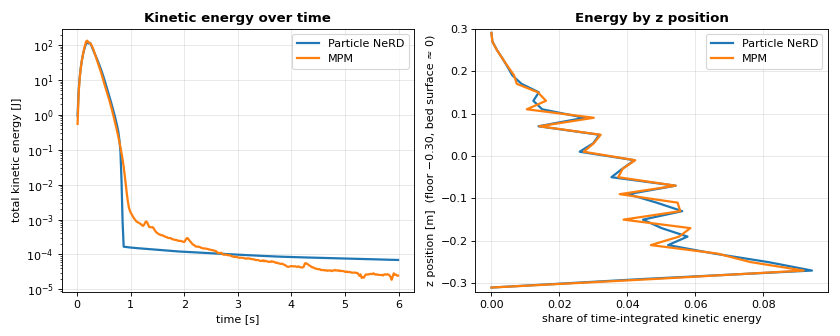 Kinetic energy over time
total kinetic energy [J]
10²
10¹
10⁰
10⁻¹
10⁻²
10⁻³
10⁻⁴
10⁻⁵
Particle NeRD
MPM
0 1 2 3 4 5 6
time [s]
Energy by z position
z position [m] (floor −0.30, bed surface ≈ 0)
0.3
0.2
0.1
0.0
−0.1
−0.2
−0.3
Particle NeRD
MPM
0.00 0.02 0.04 0.06 0.08
share of time-integrated kinetic energy